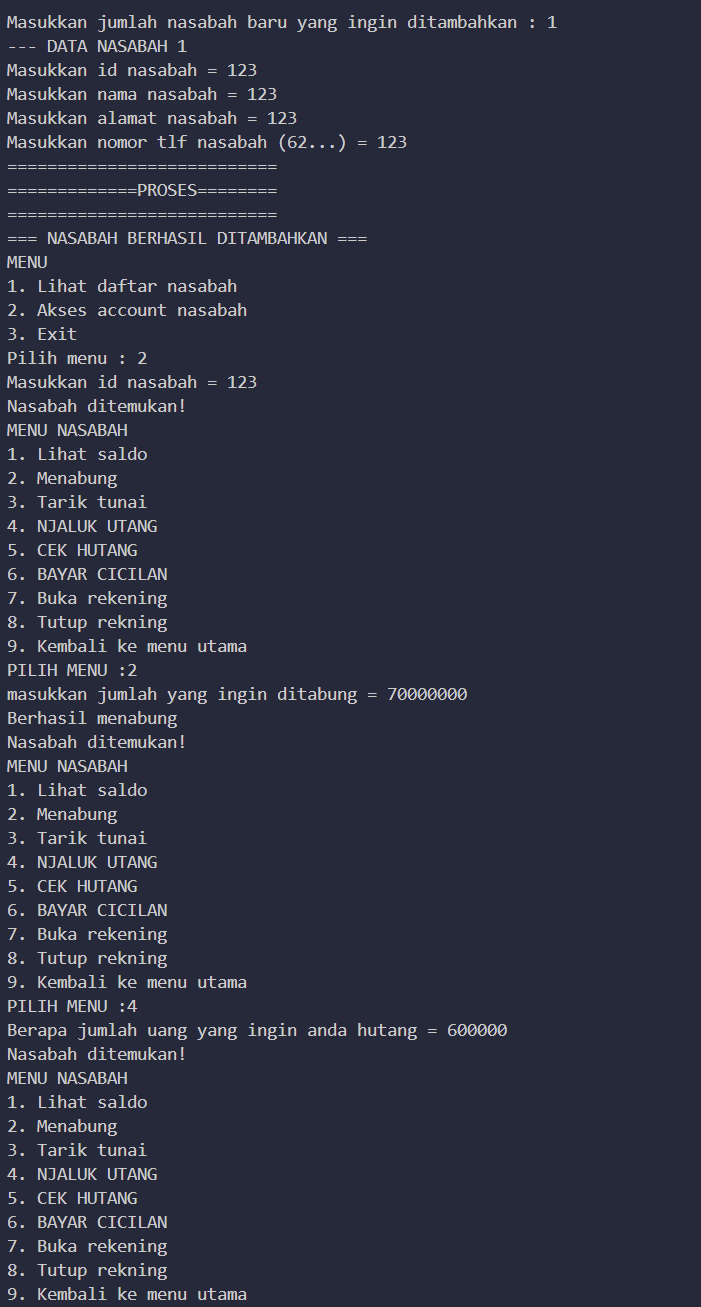 Masukkan jumlah nasabah baru yang ingin ditambahkan : 1
--- DATA NASABAH 1
Masukkan id nasabah = 123
Masukkan nama nasabah = 123
Masukkan alamat nasabah = 123
Masukkan nomor tlf nasabah (62...) = 123
===========================
=============PROSES========
===========================
=== NASABAH BERHASIL DITAMBAHKAN ===
MENU
1. Lihat daftar nasabah
2. Akses account nasabah
3. Exit
Pilih menu : 2
Masukkan id nasabah = 123
Nasabah ditemukan!
MENU NASABAH
1. Lihat saldo
2. Menabung
3. Tarik tunai
4. NJALUK UTANG
5. CEK HUTANG
6. BAYAR CICILAN
7. Buka rekening
8. Tutup rekning
9. Kembali ke menu utama
PILIH MENU :2
masukkan jumlah yang ingin ditabung = 70000000
Berhasil menabung
Nasabah ditemukan!
MENU NASABAH
1. Lihat saldo
2. Menabung
3. Tarik tunai
4. NJALUK UTANG
5. CEK HUTANG
6. BAYAR CICILAN
7. Buka rekening
8. Tutup rekning
9. Kembali ke menu utama
PILIH MENU :4
Berapa jumlah uang yang ingin anda hutang = 600000
Nasabah ditemukan!
MENU NASABAH
1. Lihat saldo
2. Menabung
3. Tarik tunai
4. NJALUK UTANG
5. CEK HUTANG
6. BAYAR CICILAN
7. Buka rekening
8. Tutup rekning
9. Kembali ke menu utama